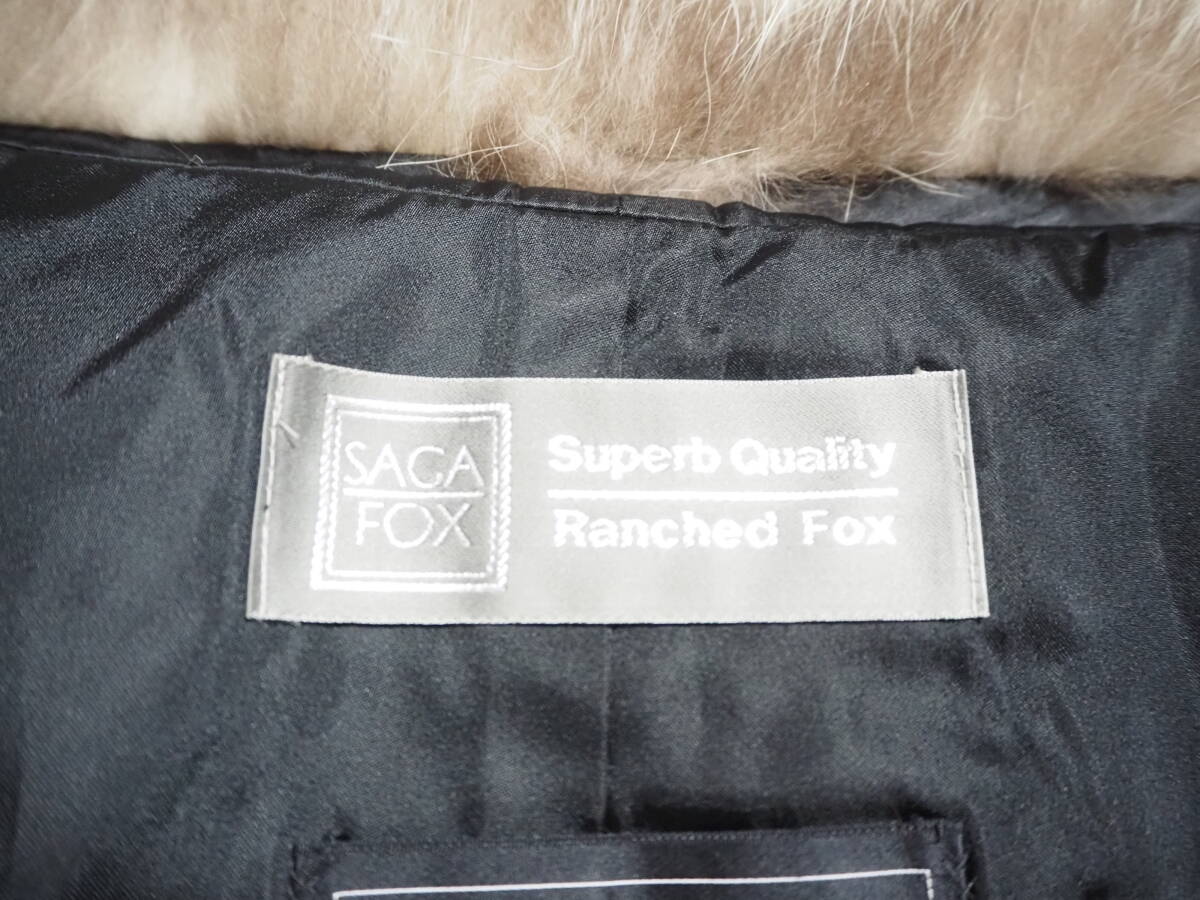 SAGA
FOX
Superb Quality
Ranched Fox